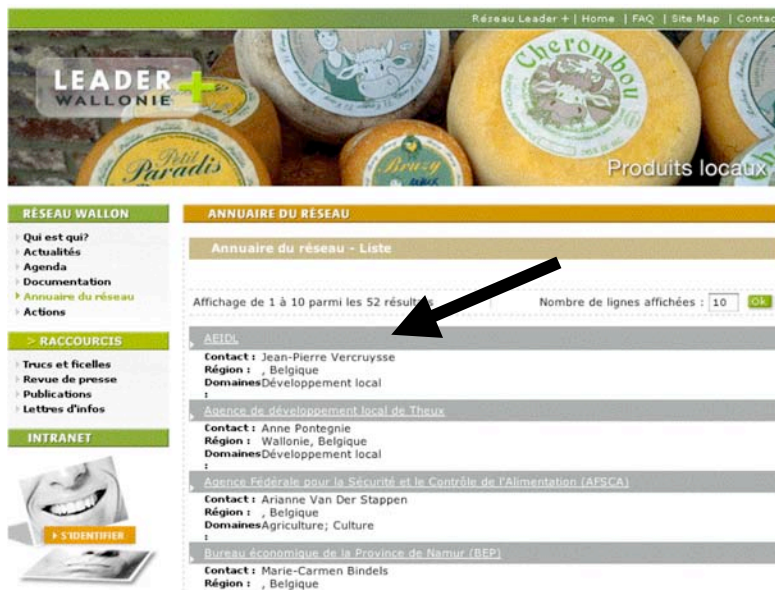 Réseau Leader + | Home | FAQ | Site Map | Contac
LEADER +
WALLONIE
Petit
Paradis
Bruzy
Cherombou
Produits locaux
RÉSEAU WALLON
Qui est qui?
Actualités
Agenda
Documentation
Annuaire du réseau
Actions
> RACCOURCIS
Trucs et ficelles
Revue de presse
Publications
Lettres d'infos
INTRANET
S'IDENTIFIER
ANNUAIRE DU RÉSEAU
Annuaire du réseau - Liste
Affichage de 1 à 10 parmi les 52 résultats
Nombre de lignes affichées : 10 Ok
AEIDL
Contact : Jean-Pierre Vercruysse
Région : , Belgique
Domaines Développement local
:
Agence de développement local de Theux
Contact : Anne Pontegnie
Région : Wallonie, Belgique
Domaines Développement local
:
Agence Fédérale pour la Sécurité et le Contrôle de l'Alimentation (AFSCA)
Contact : Arianne Van Der Stappen
Région : , Belgique
Domaines Agriculture; Culture
:
Bureau économique de la Province de Namur (BEP)
Contact : Marie-Carmen Bindels
Région : , Belgique